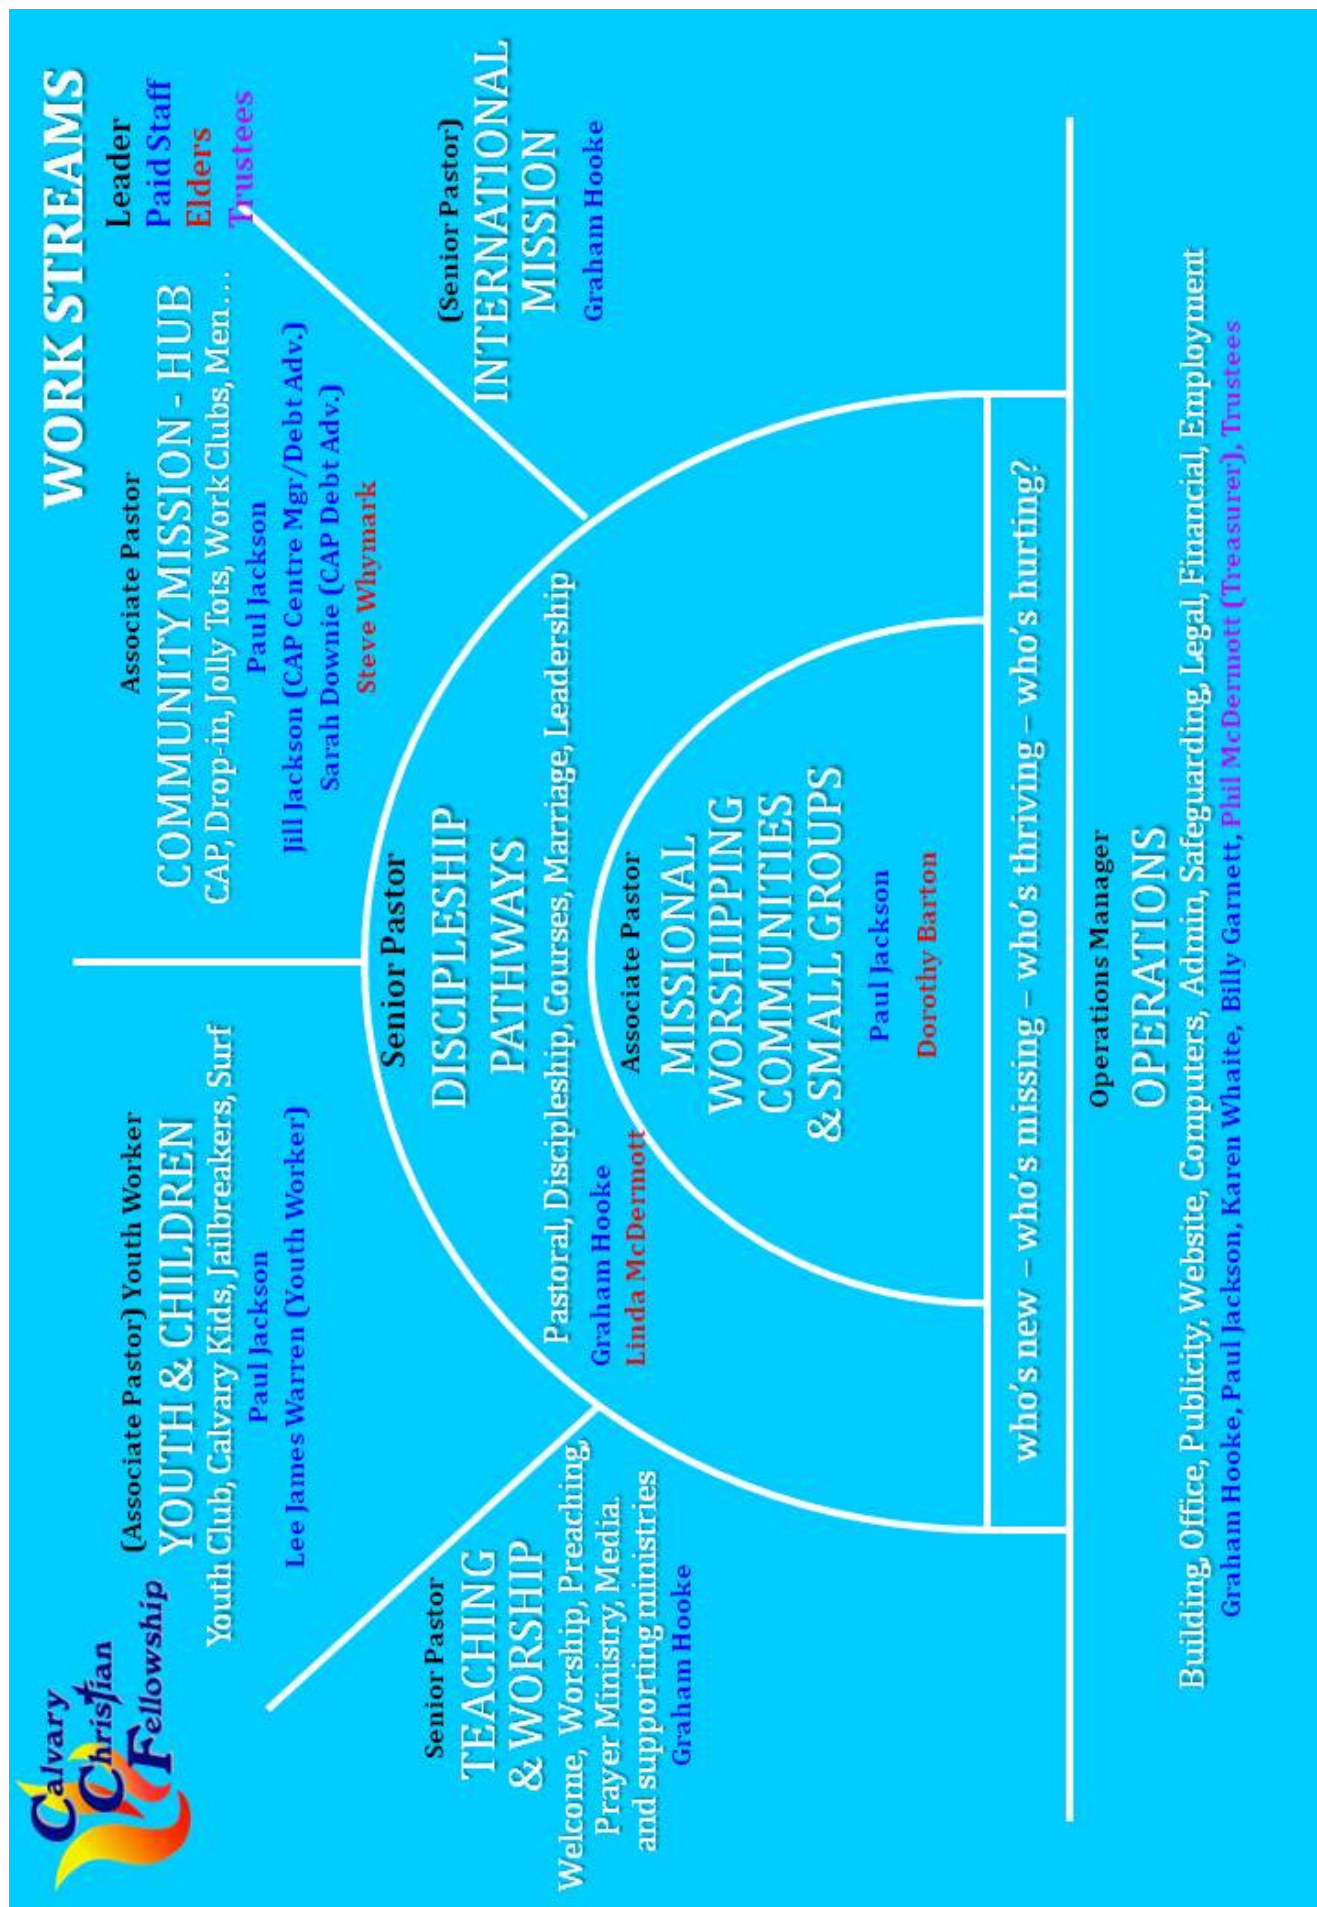 Calvary
Christian
Fellowship
WORK STREAMS
Leader
Paid Staff
Elders
Trustees
(Associate Pastor) Youth Worker
YOUTH & CHILDREN
Youth Club, Calvary Kids, Jailbreakers, Surf
Paul Jackson
Lee James Warren (Youth Worker)
Associate Pastor
COMMUNITY MISSION - HUB
CAP, Drop-in, Jolly Tots, Work Clubs, Men…
Paul Jackson
Jill Jackson (CAP Centre Mgr/Debt Adv.)
Sarah Downie (CAP Debt Adv.)
Steve Whymark
Senior Pastor
TEACHING
& WORSHIP
Welcome, Worship, Preaching,
Prayer Ministry, Media.
and supporting ministries
Graham Hooke
Senior Pastor
DISCIPLESHIP
PATHWAYS
Pastoral, Discipleship, Courses, Marriage, Leadership
Graham Hooke
Linda McDermott
(Senior Pastor)
INTERNATIONAL
MISSION
Graham Hooke
Associate Pastor
MISSIONAL
WORSHIPPING
COMMUNITIES
& SMALL GROUPS
Paul Jackson
Dorothy Barton
who's new – who's missing – who's thriving – who's hurting?
Operations Manager
OPERATIONS
Building, Office, Publicity, Website, Computers, Admin, Safeguarding, Legal, Financial, Employment
Graham Hooke, Paul Jackson, Karen Whaite, Billy Garnett, Phil McDermott (Treasurer), Trustees